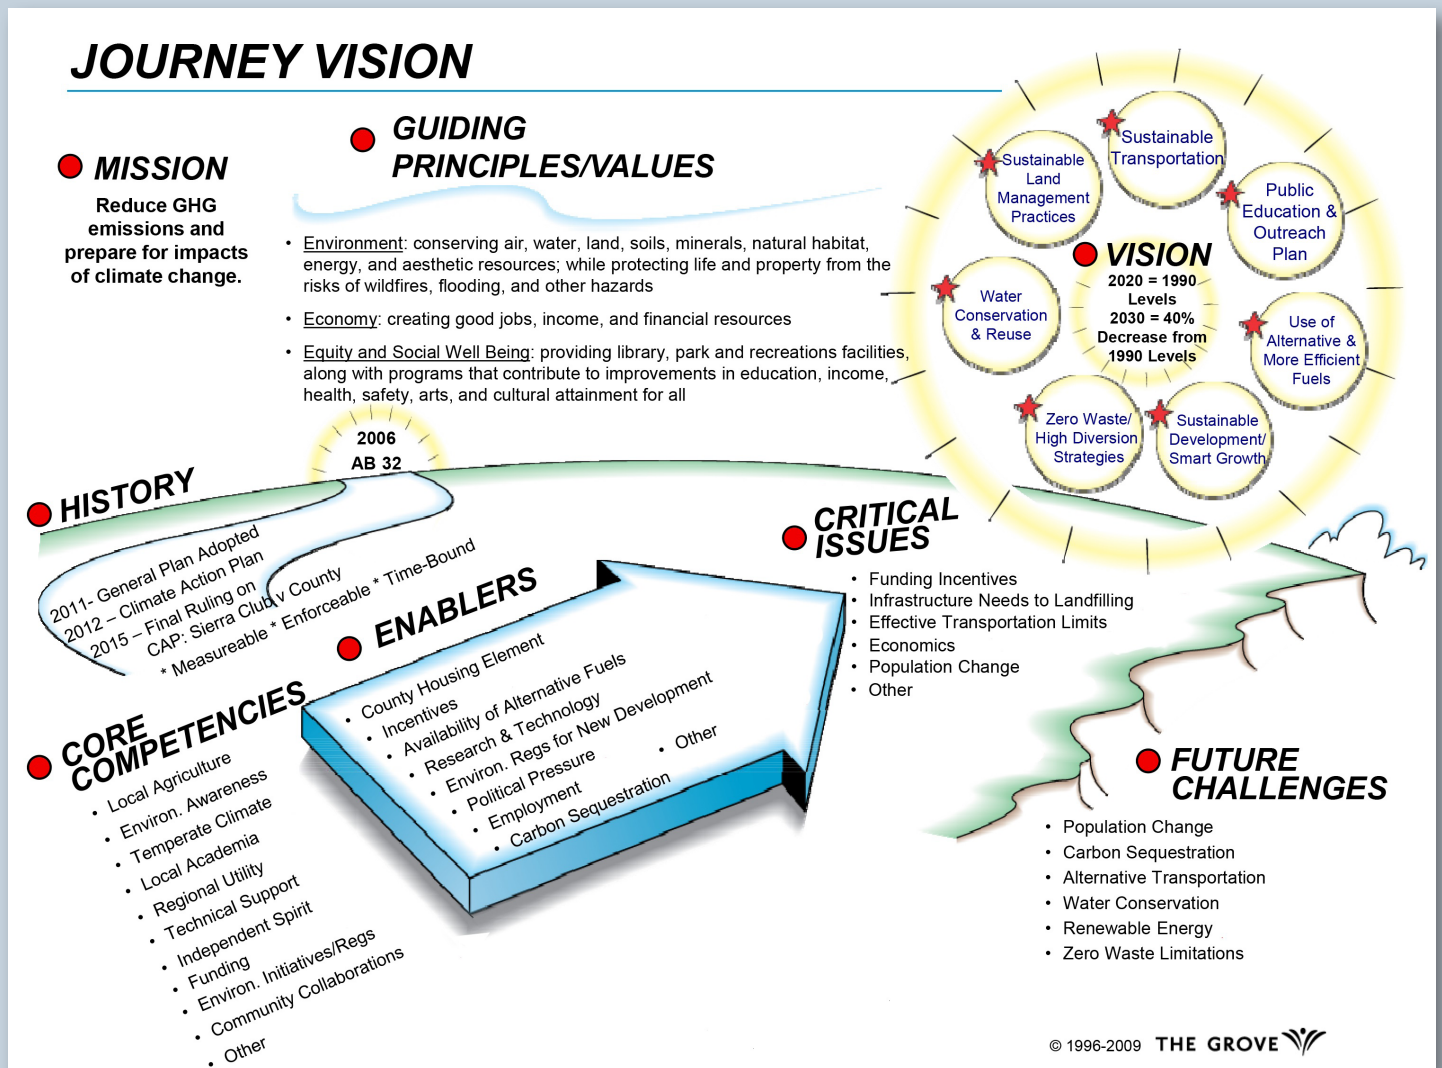 JOURNEY VISION
MISSION
Reduce GHG
emissions and
prepare for impacts
of climate change.
GUIDING
PRINCIPLES/VALUES
• Environment: conserving air, water, land, soils, minerals, natural habitat,
energy, and aesthetic resources; while protecting life and property from the
risks of wildfires, flooding, and other hazards
• Economy: creating good jobs, income, and financial resources
• Equity and Social Well Being: providing library, park and recreations facilities,
along with programs that contribute to improvements in education, income,
health, safety, arts, and cultural attainment for all
Sustainable
Transportation
Sustainable
Land
Management
Practices
Public
Education &
Outreach
Plan
VISION
2020 = 1990
Levels
2030 = 40%
Decrease from
1990 Levels
Water
Conservation
& Reuse
Use of
Alternative &
More Efficient
Fuels
Zero Waste/
High Diversion
Strategies
Sustainable
Development/
Smart Growth
2006
AB 32
HISTORY
2011- General Plan Adopted
2012 – Climate Action Plan
2015 – Final Ruling on
CAP: Sierra Club v County
* Measureable * Enforceable * Time-Bound
ENABLERS
• County Housing Element
• Incentives
• Availability of Alternative Fuels
• Research & Technology
• Environ. Regs for New Development
• Political Pressure
• Employment
• Carbon Sequestration
• Other
CRITICAL
ISSUES
• Funding Incentives
• Infrastructure Needs to Landfilling
• Effective Transportation Limits
• Economics
• Population Change
• Other
CORE
COMPETENCIES
• Local Agriculture
• Environ. Awareness
• Temperate Climate
• Local Academia
• Regional Utility
• Technical Support
• Independent Spirit
• Funding
• Environ. Initiatives/Regs
• Community Collaborations
• Other
FUTURE
CHALLENGES
• Population Change
• Carbon Sequestration
• Alternative Transportation
• Water Conservation
• Renewable Energy
• Zero Waste Limitations
© 1996-2009 THE GROVE